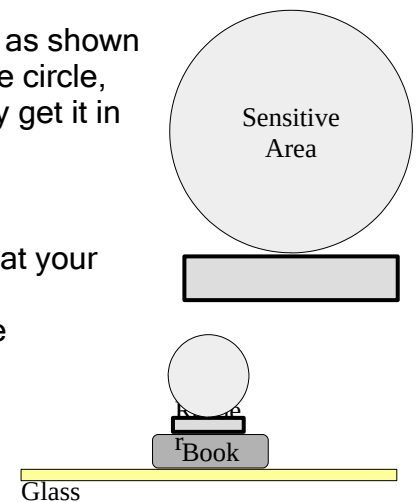 as shown
e circle,
y get it in
Sensitive
Area
at your
e
r
Book
Glass